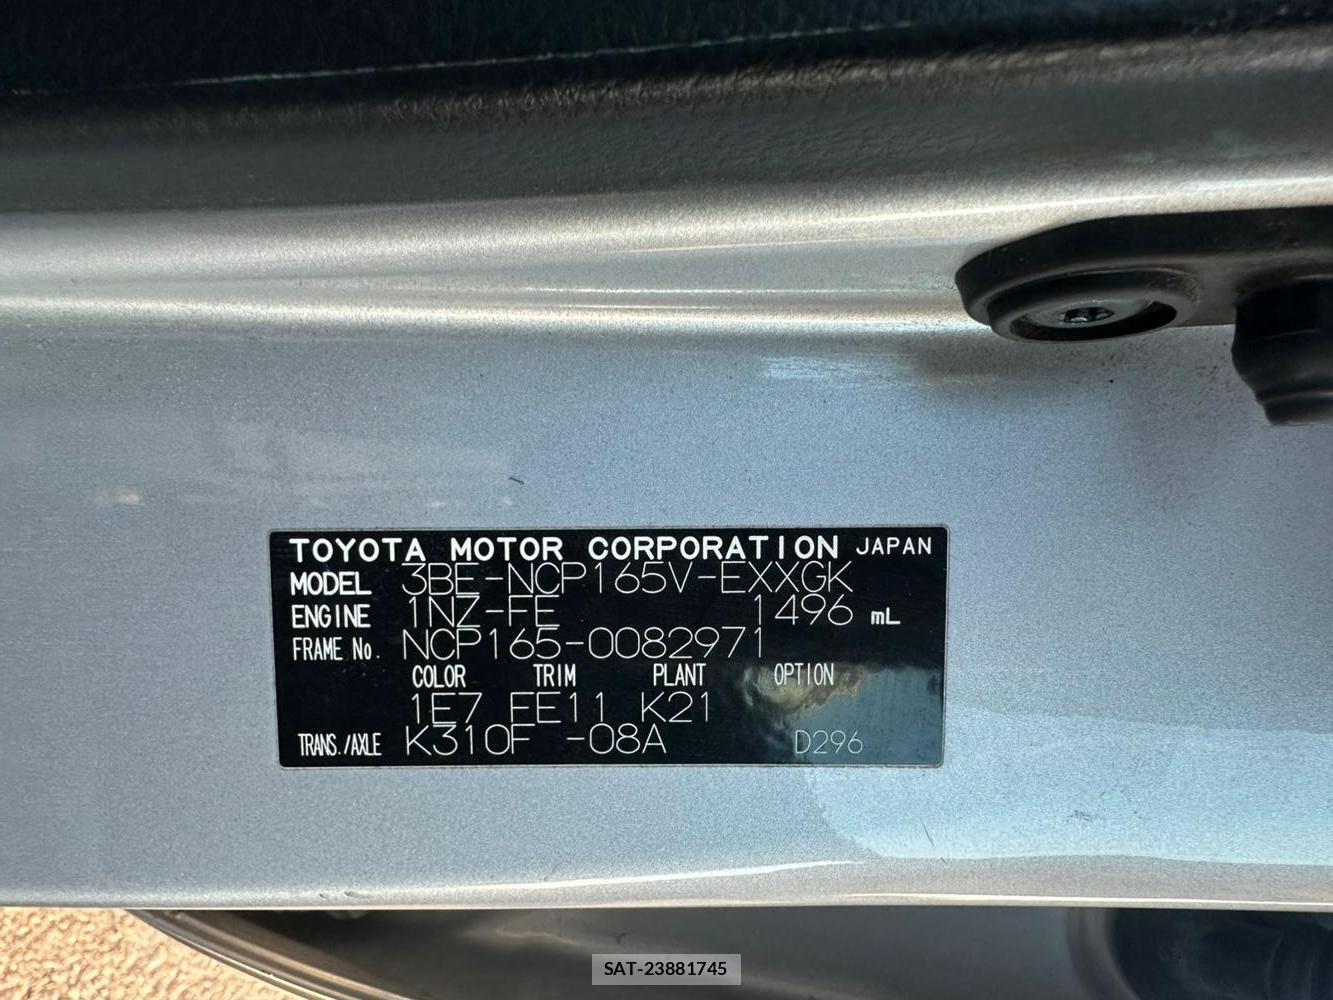 TOYOTA MOTOR CORPORATION JAPAN
MODEL 3BE-NCP165V-EXXGK
ENGINE 1NZ-FE 1496 mL
FRAME No. NCP165-0082971
COLOR TRIM PLANT OPTION
1E7 FE11 K21
TRANS./AXLE K310F -08A D296
SAT-23881745